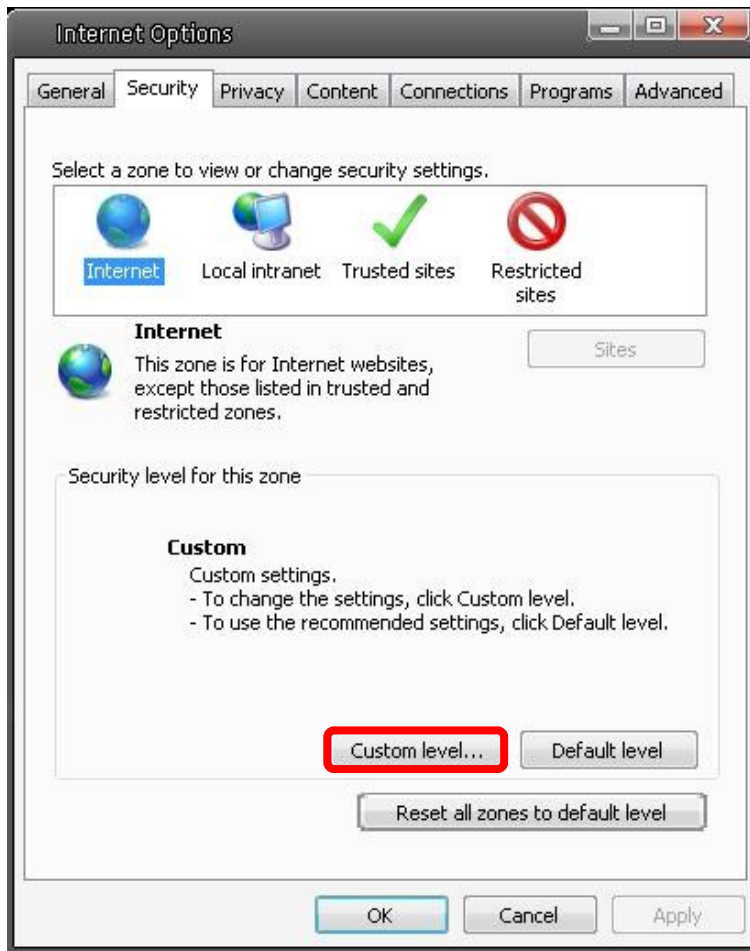 Internet Options
General Security Privacy Content Connections Programs Advanced
Select a zone to view or change security settings.
Internet Local intranet Trusted sites Restricted
sites
Internet
Sites
This zone is for Internet websites,
except those listed in trusted and
restricted zones.
Security level for this zone
Custom
Custom settings.
- To change the settings, click Custom level.
- To use the recommended settings, click Default level.
Custom level... Default level
Reset all zones to default level
OK Cancel Apply